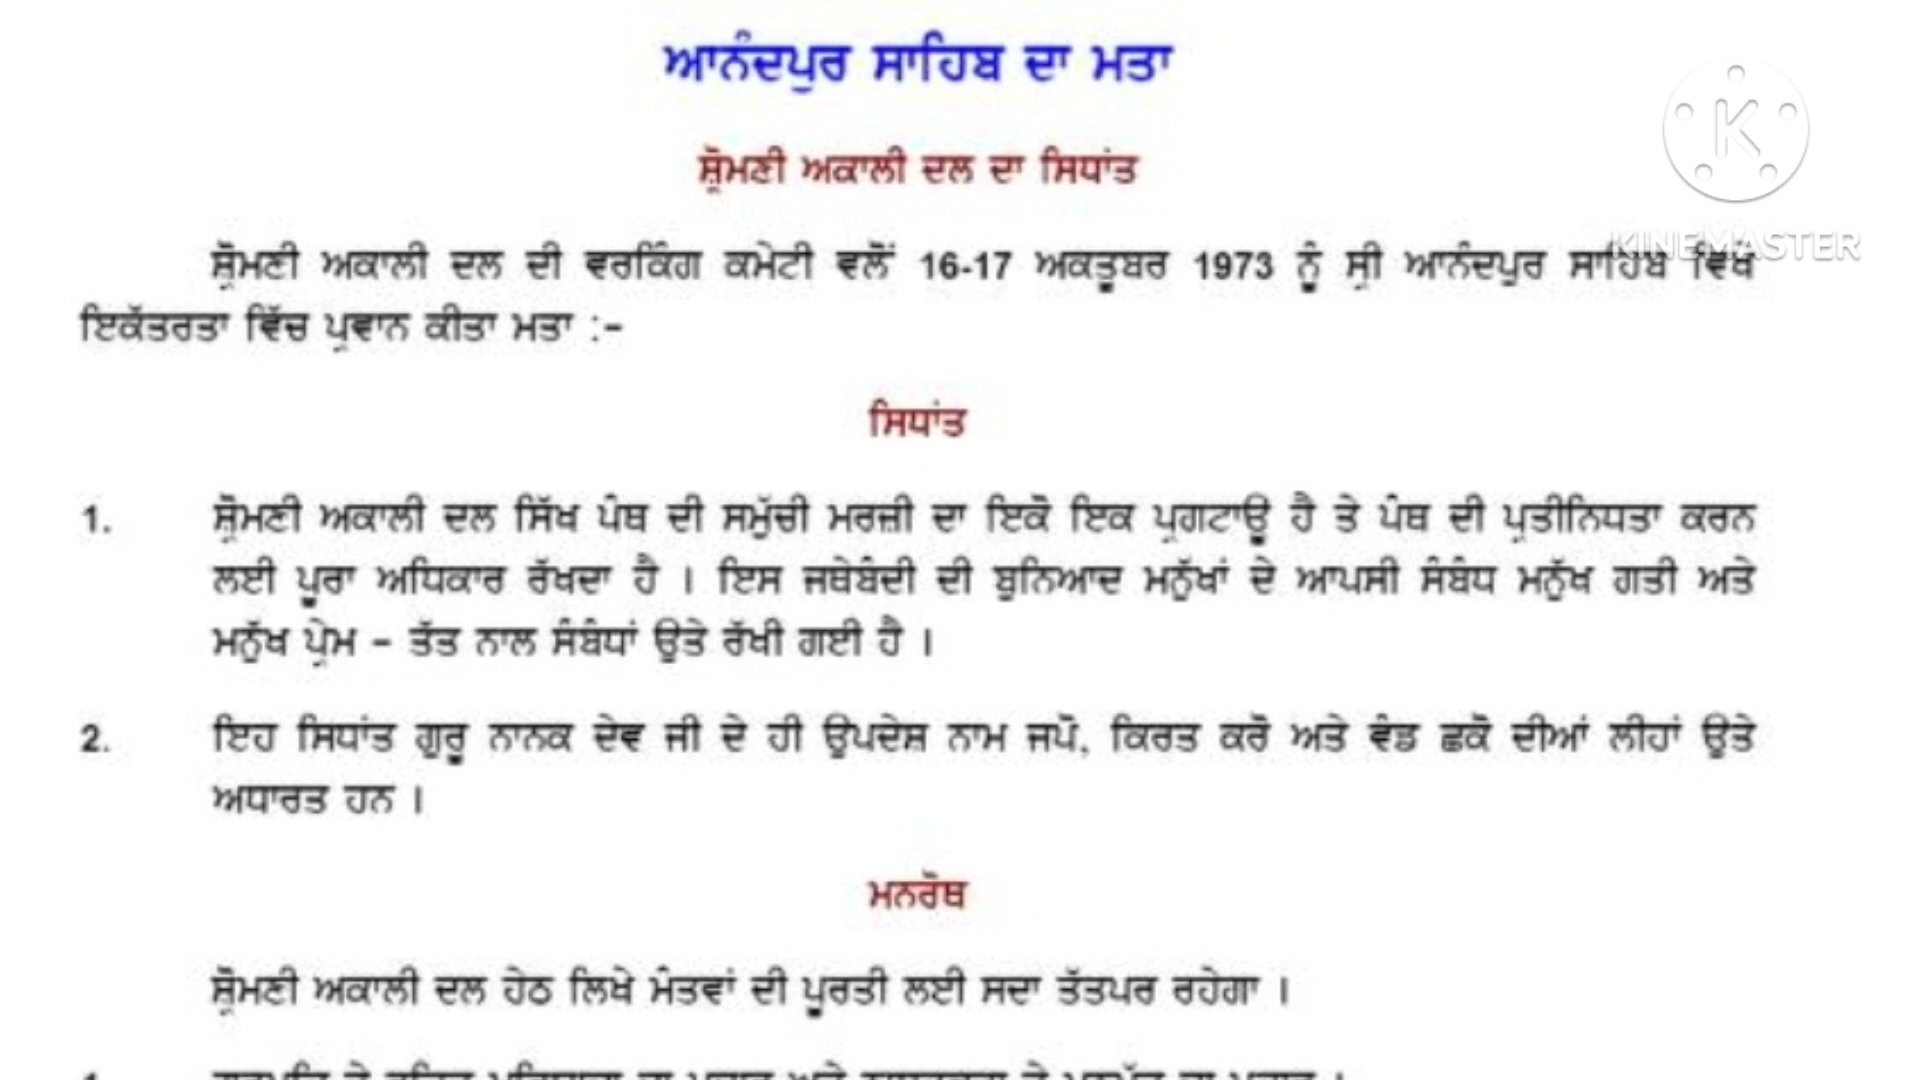 ਆਨੰਦਪੁਰ ਸਾਹਿਬ ਦਾ ਮਤਾ
ਸ਼੍ਰੋਮਣੀ ਅਕਾਲੀ ਦਲ ਦਾ ਸਿਧਾਂਤ
ਸ਼੍ਰੋਮਣੀ ਅਕਾਲੀ ਦਲ ਦੀ ਵਰਕਿੰਗ ਕਮੇਟੀ ਵਲੋਂ 16-17 ਅਕਤੂਬਰ 1973 ਨੂੰ ਸ੍ਰੀ ਆਨੰਦਪੁਰ ਸਾਹਿਬ ਵਿਖੇ
ਇਕੱਤਰਤਾ ਵਿੱਚ ਪ੍ਰਵਾਨ ਕੀਤਾ ਮਤਾ :-
ਸਿਧਾਂਤ
1. ਸ਼੍ਰੋਮਣੀ ਅਕਾਲੀ ਦਲ ਸਿੱਖ ਪੰਥ ਦੀ ਸਮੁੱਚੀ ਮਰਜ਼ੀ ਦਾ ਇਕੋ ਇਕ ਪ੍ਰਗਟਾਊ ਹੈ ਤੇ ਪੰਥ ਦੀ ਪ੍ਰਤੀਨਿਧਤਾ ਕਰਨ
ਲਈ ਪੂਰਾ ਅਧਿਕਾਰ ਰੱਖਦਾ ਹੈ । ਇਸ ਜਥੇਬੰਦੀ ਦੀ ਬੁਨਿਆਦ ਮਨੁੱਖਾਂ ਦੇ ਆਪਸੀ ਸੰਬੰਧ ਮਨੁੱਖ ਗਤੀ ਅਤੇ
ਮਨੁੱਖ ਪ੍ਰੇਮ - ਤੱਤ ਨਾਲ ਸੰਬੰਧਾਂ ਉਤੇ ਰੱਖੀ ਗਈ ਹੈ ।
2. ਇਹ ਸਿਧਾਂਤ ਗੁਰੂ ਨਾਨਕ ਦੇਵ ਜੀ ਦੇ ਹੀ ਉਪਦੇਸ਼ ਨਾਮ ਜਪੋ, ਕਿਰਤ ਕਰੋ ਅਤੇ ਵੰਡ ਛਕੋ ਦੀਆਂ ਲੀਹਾਂ ਉਤੇ
ਅਧਾਰਤ ਹਨ ।
ਮਨਰੋਥ
ਸ਼੍ਰੋਮਣੀ ਅਕਾਲੀ ਦਲ ਹੇਠ ਲਿਖੇ ਮੰਤਵਾਂ ਦੀ ਪੂਰਤੀ ਲਈ ਸਦਾ ਤੱਤਪਰ ਰਹੇਗਾ ।
K
KINEMASTER